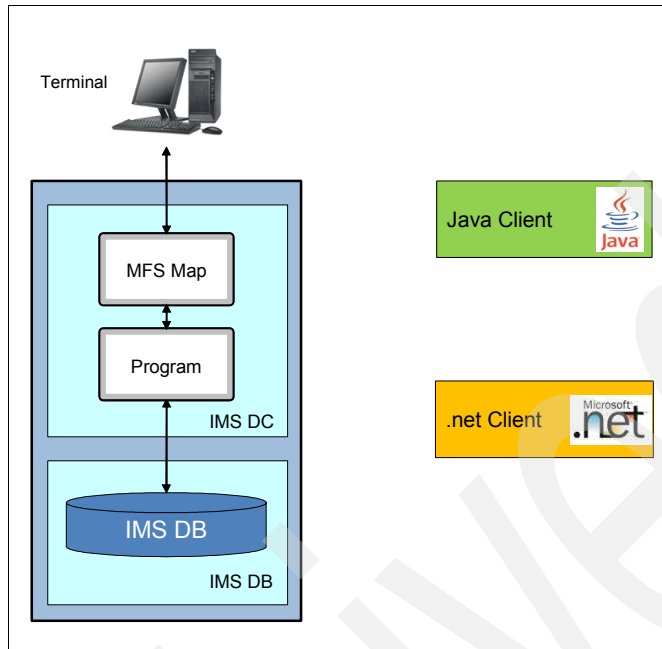 Terminal
MFS Map
Program
IMS DC
IMS DB
IMS DB
Java Client
Java
.net Client
Microsoft
.net